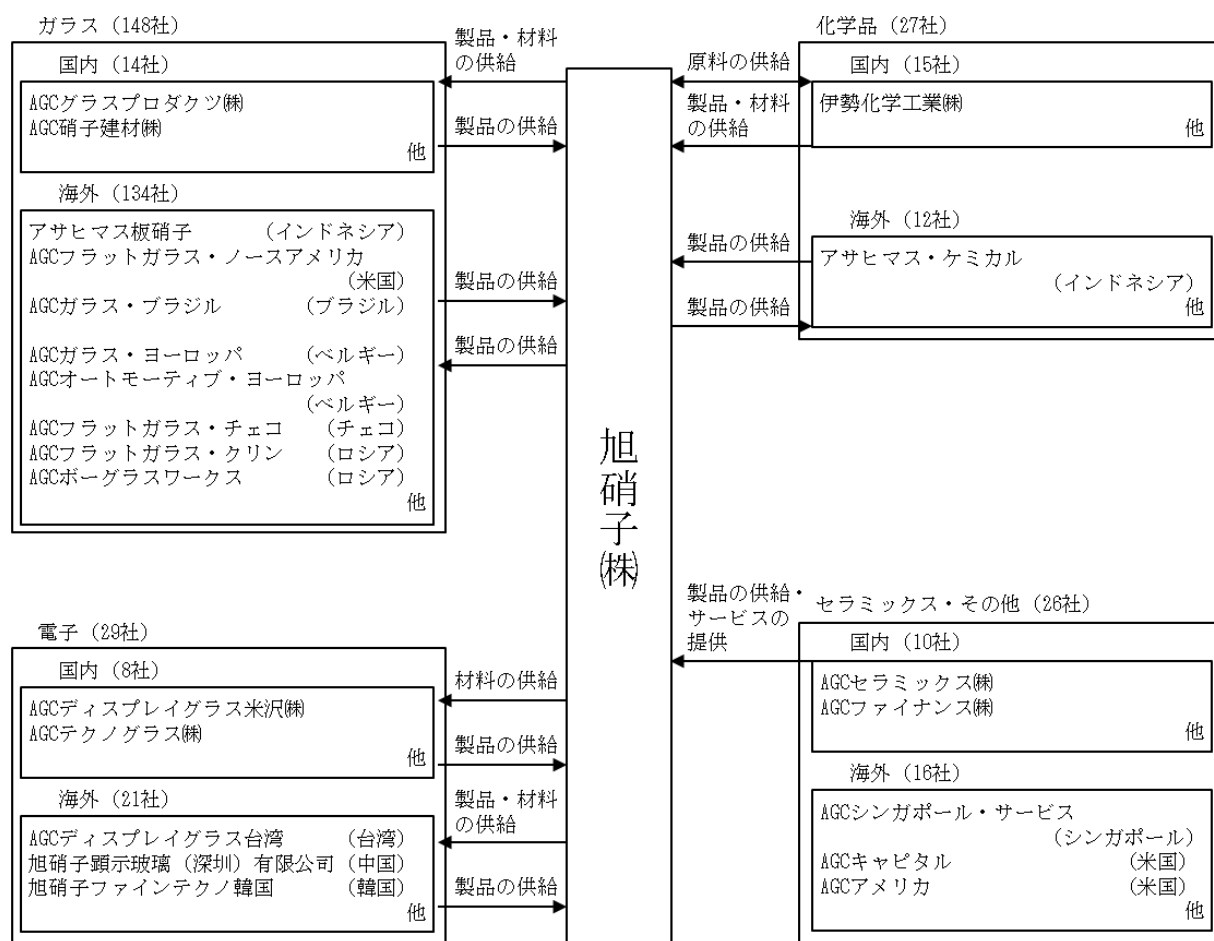 ガラス（148社）
国内（14社）
AGCグラスプロダクツ㈱
AGC硝子建材㈱
他
海外（134社）
アサヒマス板硝子　（インドネシア）
AGCフラットガラス・ノースアメリカ
（米国）
AGCガラス・ブラジル　（ブラジル）
AGCガラス・ヨーロッパ　（ベルギー）
AGCオートモーティブ・ヨーロッパ
（ベルギー）
AGCフラットガラス・チェコ　（チェコ）
AGCフラットガラス・クリン　（ロシア）
AGCボーグラスワークス　（ロシア）
他
電子（29社）
国内（8社）
AGCディスプレイグラス米沢㈱
AGCテクノグラス㈱
他
海外（21社）
AGCディスプレイグラス台湾　（台湾）
旭硝子顕示玻璃（深圳）有限公司（中国）
旭硝子ファインテクノ韓国　（韓国）
他
製品・材料
の供給
製品の供給
製品の供給
製品の供給
材料の供給
製品の供給
製品・材料
の供給
製品の供給
旭硝子㈱
原料の供給
製品・材料
の供給
製品の供給
製品の供給
製品の供給・
サービスの
提供
化学品（27社）
国内（15社）
伊勢化学工業㈱
他
海外（12社）
アサヒマス・ケミカル
（インドネシア）
他
セラミックス・その他（26社）
国内（10社）
AGCセラミックス㈱
AGCファイナンス㈱
他
海外（16社）
AGCシンガポール・サービス
（シンガポール）
AGCキャピタル　（米国）
AGCアメリカ　（米国）
他